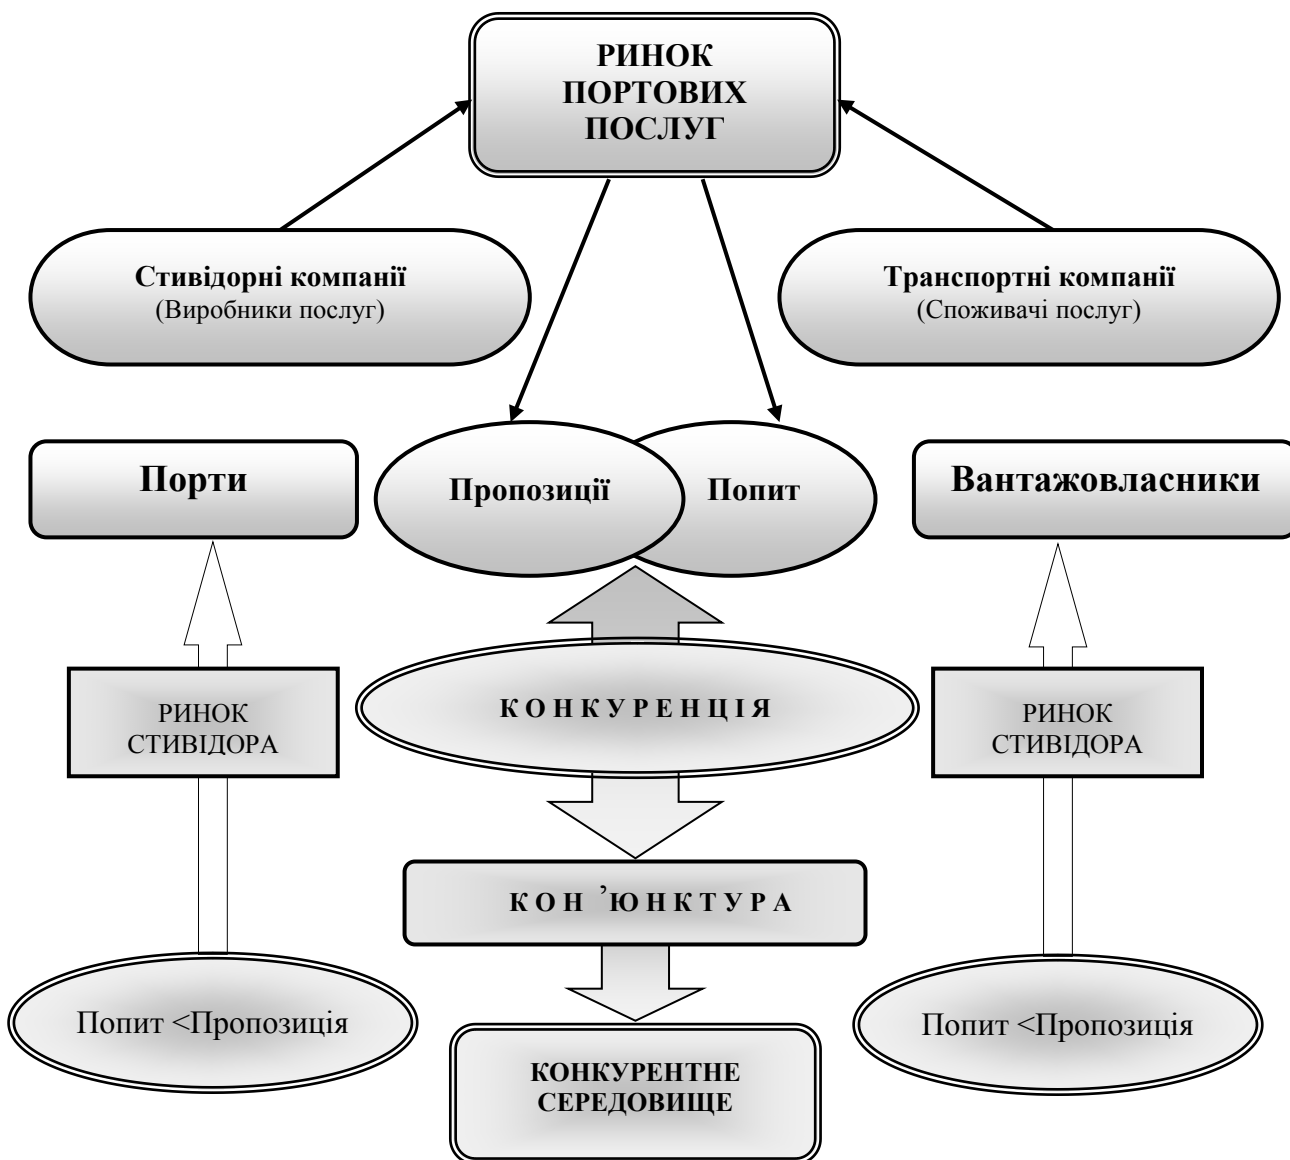 РИНОК
ПОРТОВИХ
ПОСЛУГ
Стивідорні компанії
(Виробники послуг)
Транспортні компанії
(Споживачі послуг)
Порти
Пропозиції
Попит
Вантажовласники
РИНОК
СТИВІДОРА
К О Н К У Р Е Н Ц І Я
РИНОК
СТИВІДОРА
К О Н ’Ю Н К Т У Р А
Попит <Пропозиція
Попит <Пропозиція
КОНКУРЕНТНЕ
СЕРЕДОВИЩЕ